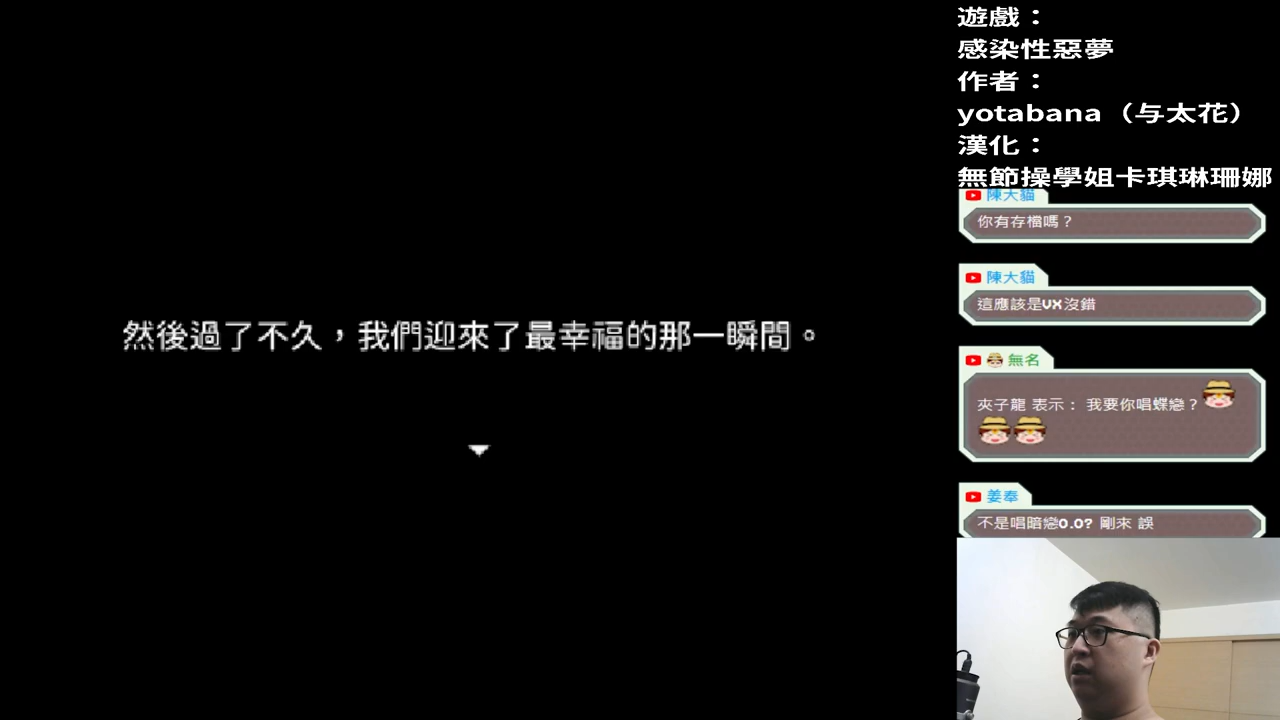 遊戲：
感染性惡夢
作者：
yotabana（与太花）
漢化：
無節操學姐卡琪琳珊娜
陳大貓
你有存檔嗎？
陳大貓
這應該是VX沒錯
無名
夾子龍 表示： 我要你唱蝶戀？
姜奉
不是唱暗戀0.0? 剛來 誤
然後過了不久，我們迎來了最幸福的那一瞬間。